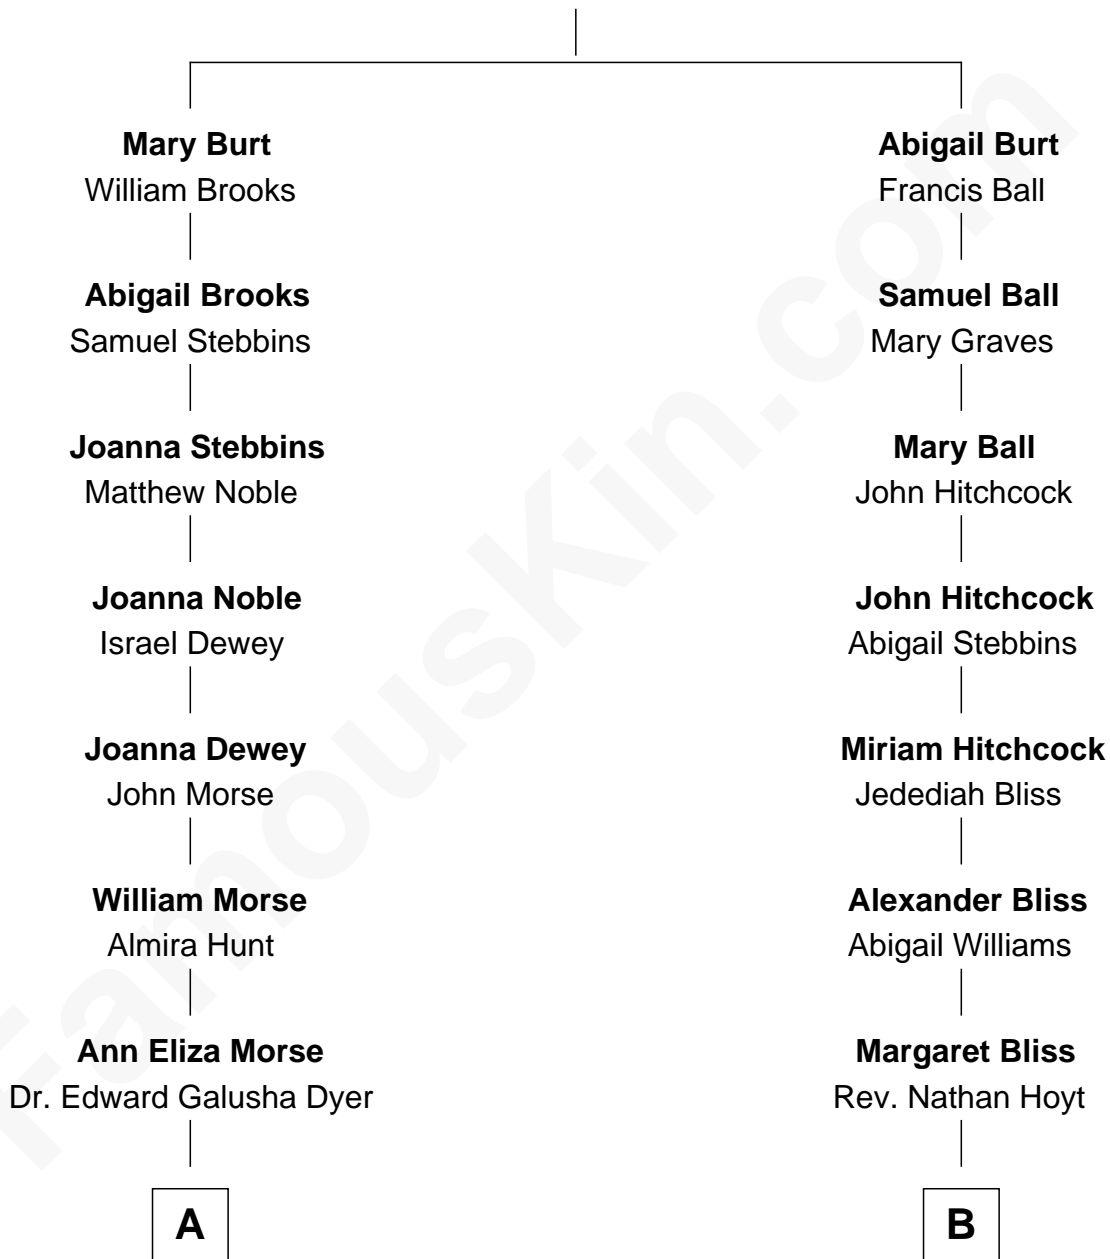 Mary Burt
William Brooks
Abigail Brooks
Samuel Stebbins
Joanna Stebbins
Matthew Noble
Joanna Noble
Israel Dewey
Joanna Dewey
John Morse
William Morse
Almira Hunt
Ann Eliza Morse
Dr. Edward Galusha Dyer
A
Abigail Burt
Francis Ball
Samuel Ball
Mary Graves
Mary Ball
John Hitchcock
John Hitchcock
Abigail Stebbins
Miriam Hitchcock
Jedediah Bliss
Alexander Bliss
Abigail Williams
Margaret Bliss
Rev. Nathan Hoyt
B
FamousKin.com